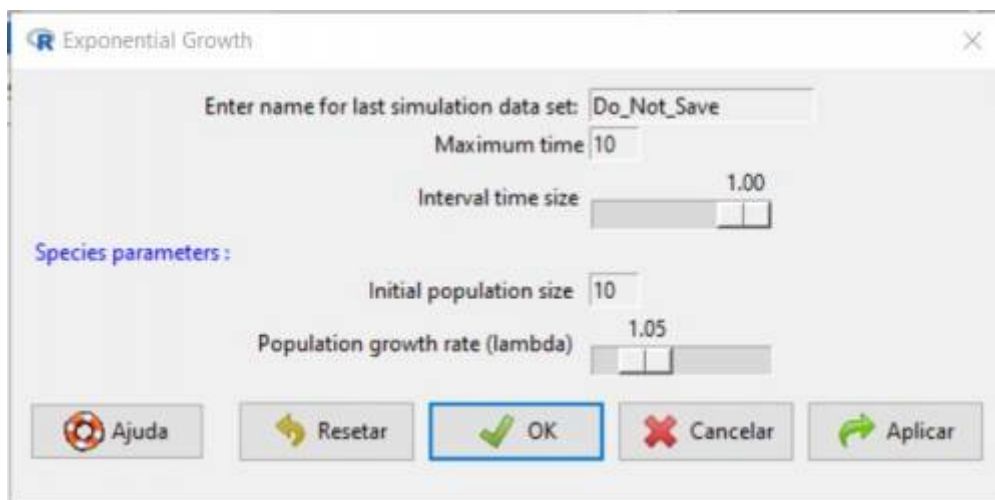 Exponential Growth
Enter name for last simulation data set: Do_Not_Save
Maximum time 10
1.00
Interval time size
Species parameters :
Initial population size 10
1.05
Population growth rate (lambda)
Ajuda Resetar OK Cancelar Aplicar